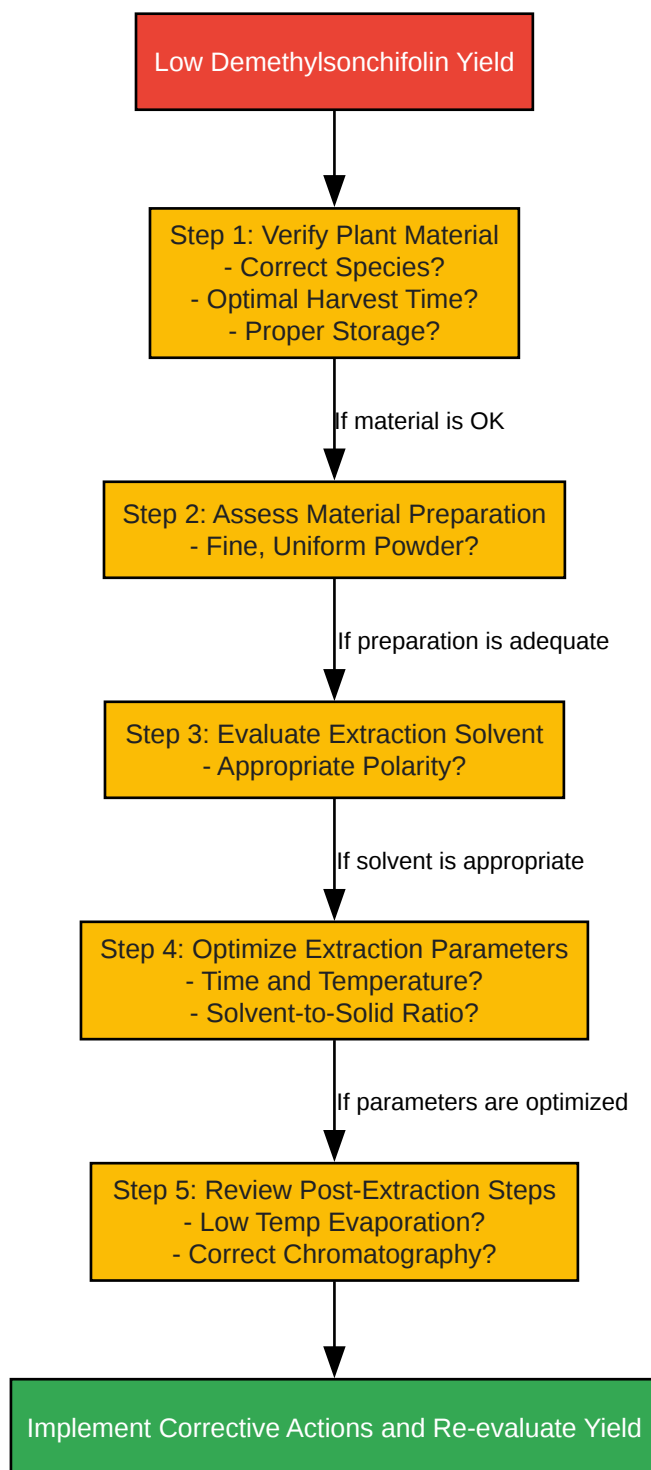 Low Demethylsonchifolin Yield
Step 1: Verify Plant Material
- Correct Species?
- Optimal Harvest Time?
- Proper Storage?
If material is OK
Step 2: Assess Material Preparation
- Fine, Uniform Powder?
If preparation is adequate
Step 3: Evaluate Extraction Solvent
- Appropriate Polarity?
If solvent is appropriate
Step 4: Optimize Extraction Parameters
- Time and Temperature?
- Solvent-to-Solid Ratio?
If parameters are optimized
Step 5: Review Post-Extraction Steps
- Low Temp Evaporation?
- Correct Chromatography?
Implement Corrective Actions and Re-evaluate Yield